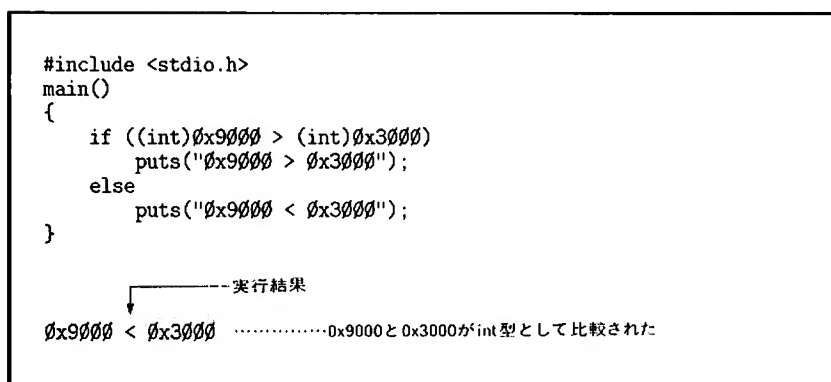 #include <stdio.h>
main()
{
    if ((int)0x9000 > (int)0x3000)
        puts("0x9000 > 0x3000");
    else
        puts("0x9000 < 0x3000");
}
実行結果
0x9000 < 0x3000 ……………0x9000と0x3000がint型として比較された